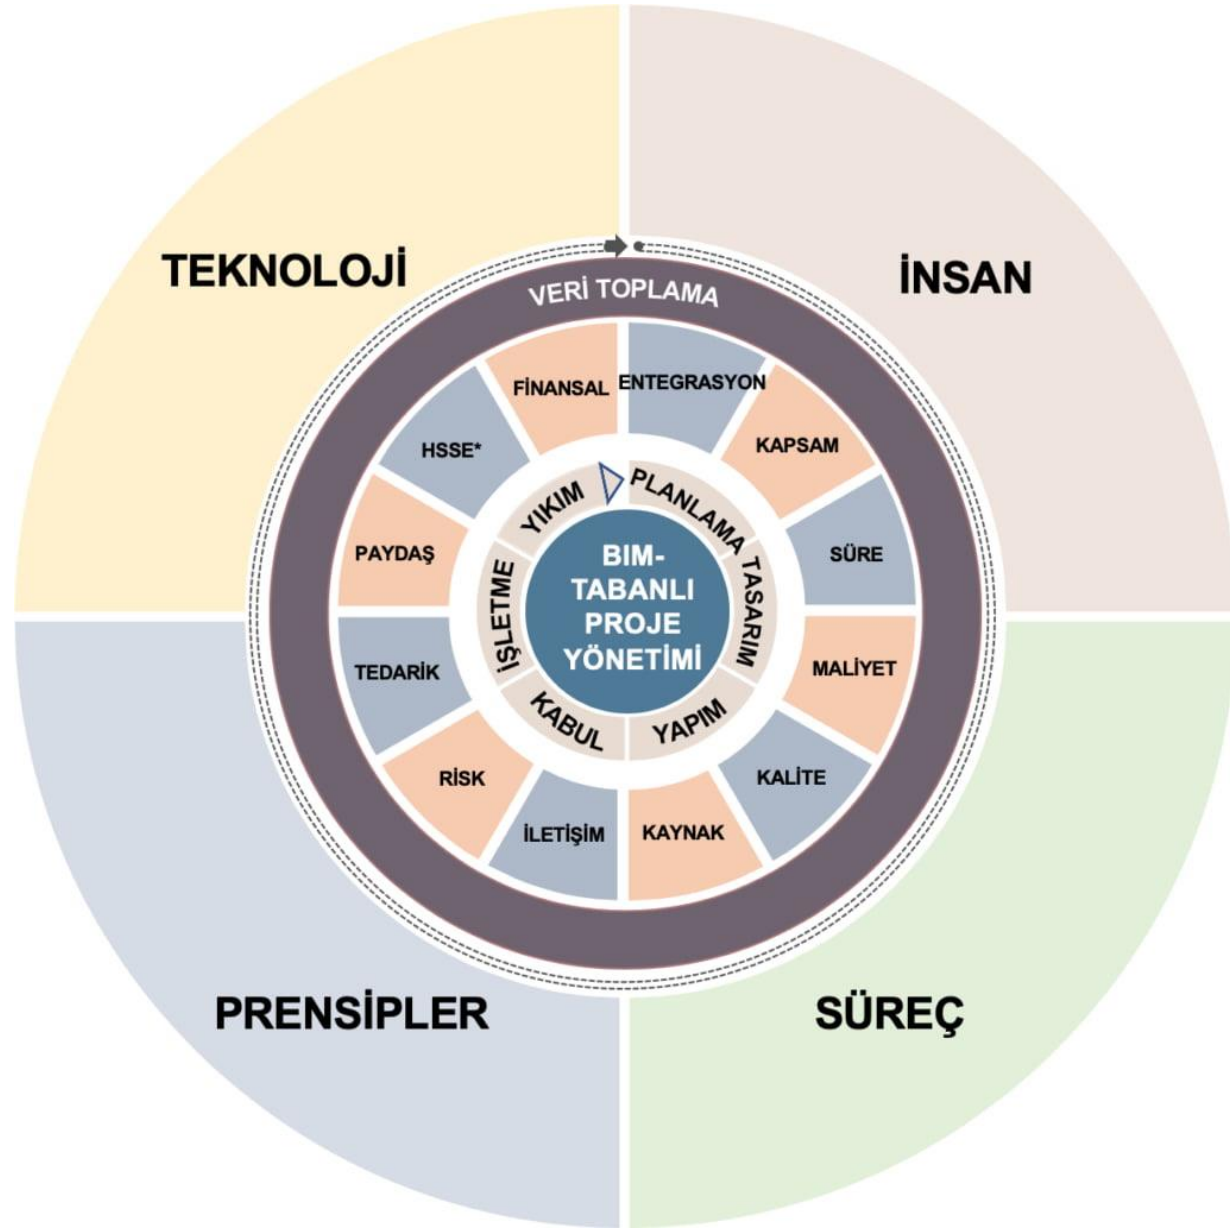 TEKNOLOJİ
İNSAN
VERİ TOPLAMA
FİNANSAL
ENTEGRASYON
HSSE*
KAPSAM
PAYDAŞ
SÜRE
TEDARİK
MALİYET
RİSK
KALİTE
İLETİŞİM
KAYNAK
YIKIM
PLANLAMA
TASARIM
YAPIM
KABUL
İŞLETME
BIM-
TABANLI
PROJE
YÖNETİMİ
PRENSİPLER
SÜREÇ